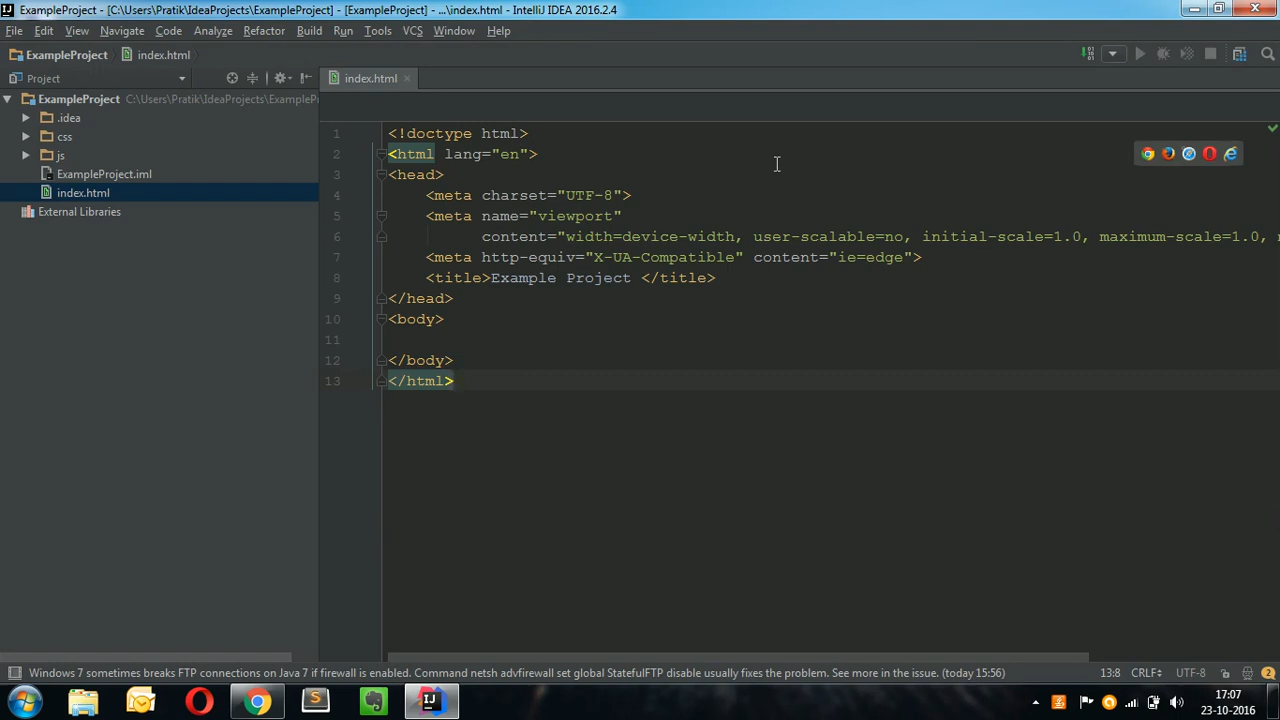 ExampleProject - [C:\Users\Pratik\IdeaProjects\ExampleProject] - [ExampleProject] - ...\index.html - IntelliJ IDEA 2016.2.4
File Edit View Navigate Code Analyze Refactor Build Run Tools VCS Window Help
ExampleProject index.html
Project
index.html
ExampleProject C:\Users\Pratik\IdeaProjects\ExampleP
.idea
css
js
ExampleProject.iml
index.html
External Libraries
1 <!doctype html>
2 <html lang="en">
3 <head>
4 <meta charset="UTF-8">
5 <meta name="viewport"
6 content="width=device-width, user-scalable=no, initial-scale=1.0, maximum-scale=1.0,
7 <meta http-equiv="X-UA-Compatible" content="ie=edge">
8 <title>Example Project </title>
9 </head>
10 <body>
11
12 </body>
13 </html>
Windows 7 sometimes breaks FTP connections on Java 7 if firewall is enabled. Command netsh advfirewall set global StatefulFTP disable usually fixes the problem. See more in the issue. (today 15:56)
13:8 CRLF÷ UTF-8 2
17:07
23-10-2016